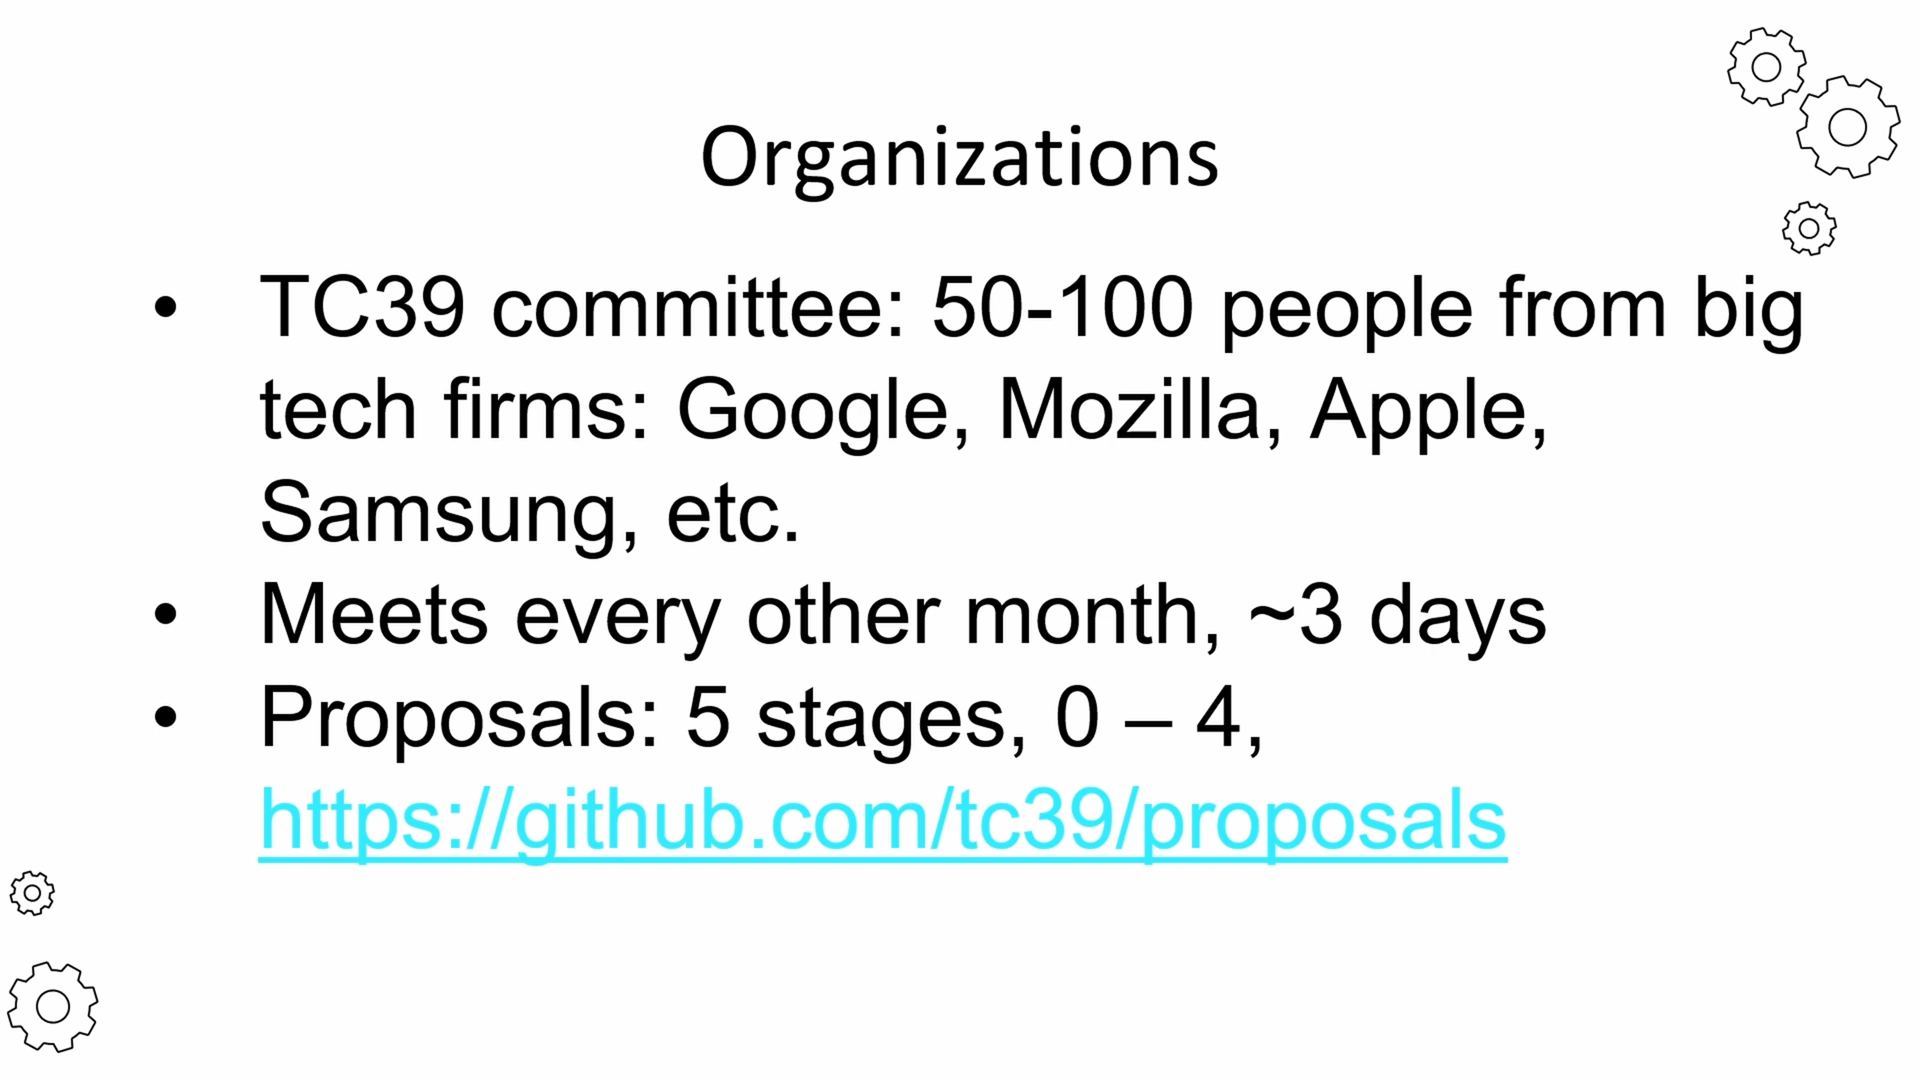 Organizations
• TC39 committee: 50-100 people from big
tech firms: Google, Mozilla, Apple,
Samsung, etc.
• Meets every other month, ~3 days
• Proposals: 5 stages, 0 – 4,
https://github.com/tc39/proposals